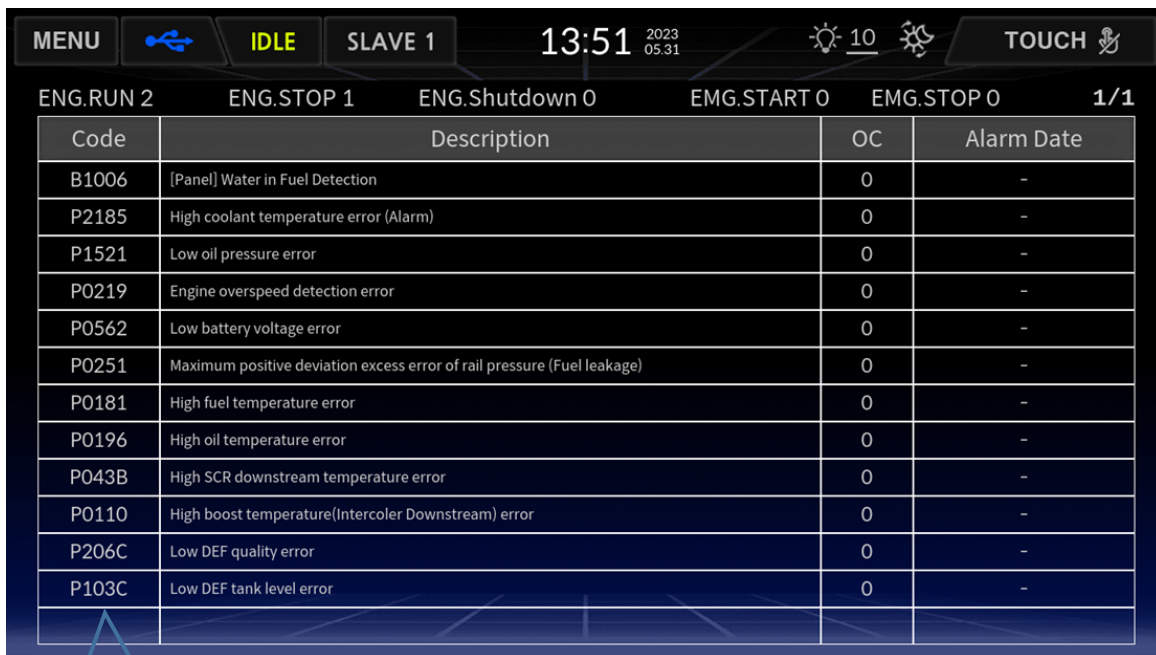 MENU IDLE SLAVE 1 13:51 2023 05.31 10 TOUCH
ENG.RUN 2 ENG.STOP 1 ENG.Shutdown 0 EMG.START 0 EMG.STOP 0 1/1
Code Description OC Alarm Date
B1006 [Panel] Water in Fuel Detection 0 -
P2185 High coolant temperature error (Alarm) 0 -
P1521 Low oil pressure error 0 -
P0219 Engine overspeed detection error 0 -
P0562 Low battery voltage error 0 -
P0251 Maximum positive deviation excess error of rail pressure (Fuel leakage) 0 -
P0181 High fuel temperature error 0 -
P0196 High oil temperature error 0 -
P043B High SCR downstream temperature error 0 -
P0110 High boost temperature(Intercoler Downstream) error 0 -
P206C Low DEF quality error 0 -
P103C Low DEF tank level error 0 -